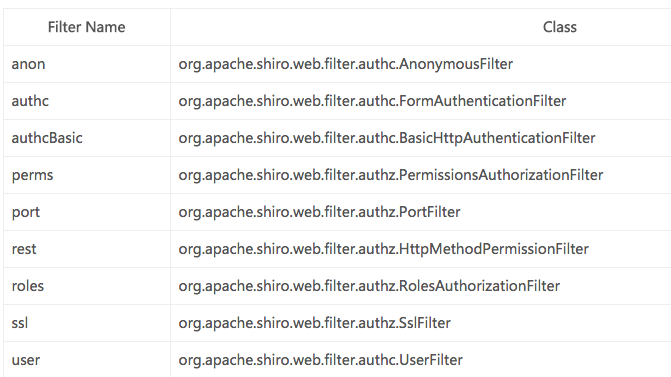 Filter Name Class
anon org.apache.shiro.web.filter.authc.AnonymousFilter
authc org.apache.shiro.web.filter.authc.FormAuthenticationFilter
authcBasic org.apache.shiro.web.filter.authc.BasicHttpAuthenticationFilter
perms org.apache.shiro.web.filter.authz.PermissionsAuthorizationFilter
port org.apache.shiro.web.filter.authz.PortFilter
rest org.apache.shiro.web.filter.authz.HttpMethodPermissionFilter
roles org.apache.shiro.web.filter.authz.RolesAuthorizationFilter
ssl org.apache.shiro.web.filter.authz.SslFilter
user org.apache.shiro.web.filter.authc.UserFilter